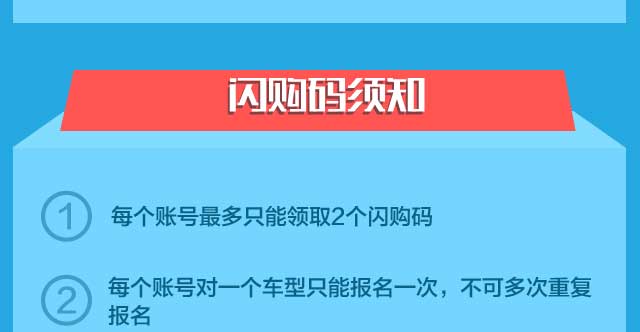 闪购码须知
1 每个账号最多只能领取2个闪购码
2 每个账号对一个车型只能报名一次，不可多次重复
报名